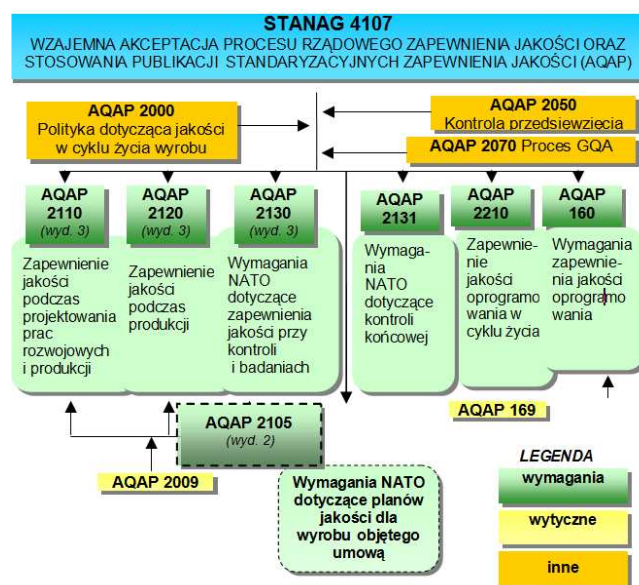 STANAG 4107
WZAJEMNA AKCEPTACJA PROCESU RZĄDOWEGO ZAPEWNIENIA JAKOŚCI ORAZ
STOSOWANIA PUBLIKACJI STANDARYZACYJNYCH ZAPEWNIENIA JAKOŚCI (AQAP)
AQAP 2000
Polityka dotycząca jakości
w cyklu życia wyrobu
AQAP 2050
Kontrola przedsiewzięcia
AQAP 2070 Proces GQA
AQAP
2110
(wyd. 3)
Zapewnienie
jakości
podczas
projektowania
prac
rozwojowych
i produkcji
AQAP
2120
(wyd. 3)
Zapewnienie
jakości
podczas
produkcji
AQAP
2130
(wyd. 3)
Wymagania
NATO
dotyczące
zapewnienia
jakości przy
kontroli
i badaniach
AQAP
2131
Wymaga-
nia
NATO
dotyczące
kontroli
końcowej
AQAP
2210
Zapewnie-
nie
jakości
oprogramo
wania w
cyklu życia
AQAP
160
Wymagania
zapewnie-
nia jakości
oprogramo
wania
AQAP 169
AQAP 2105
(wyd. 2)
AQAP 2009
Wymagania NATO
dotyczące planów
jakości dla
wyrobu objętego
umową
LEGENDA
wymagania
wytyczne
inne